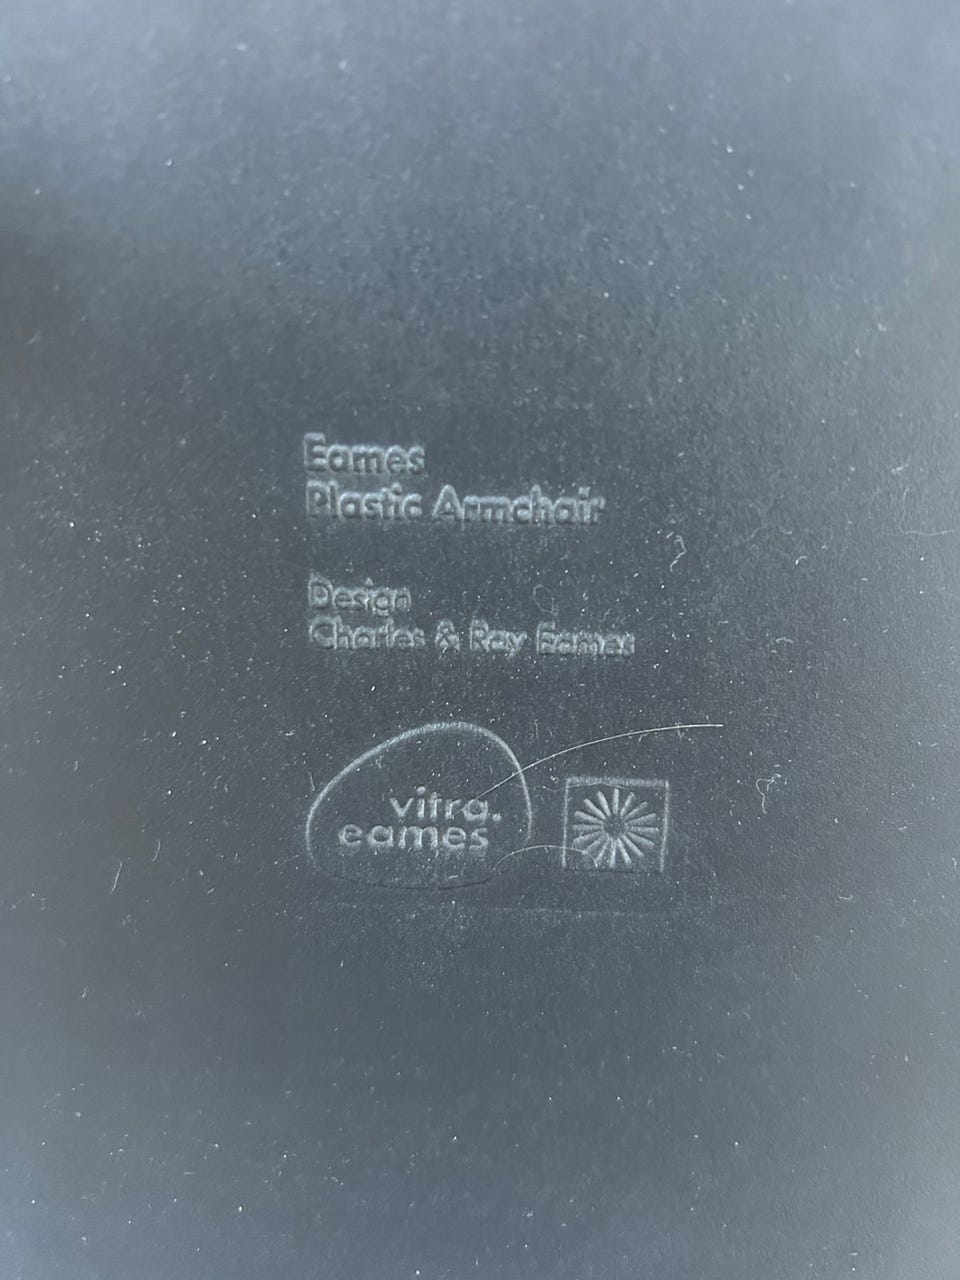 Eames
Plastic Armchair
Design
Charles & Ray Eames
vitra.
eames